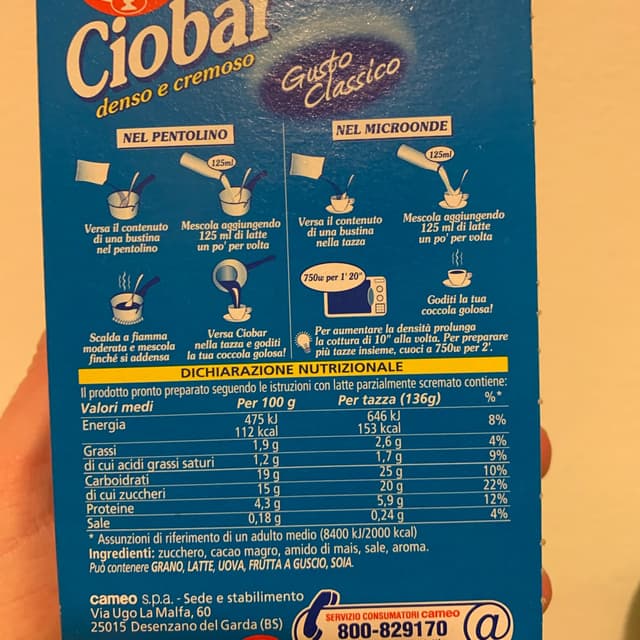 Ciobar
denso e cremoso
Gusto
Classico
NEL PENTOLINO
NEL MICROONDE
125ml
125ml
Versa il contenuto
di una bustina
nel pentolino
Mescola aggiungendo
125 ml di latte
un po' per volta
Versa il contenuto
di una bustina
nella tazza
Mescola aggiungendo
125 ml di latte
un po' per volta
750w per 1' 20"
Scalda a fiamma
moderata e mescola
finché si addensa
Versa Ciobar
nella tazza e goditi
la tua coccola golosa!
Goditi la tua
coccola golosa!
Per aumentare la densità prolunga
la cottura di 10" alla volta. Per preparare
più tazze insieme, cuoci a 750w per 2'.
DICHIARAZIONE NUTRIZIONALE
Il prodotto pronto preparato seguendo le istruzioni con latte parzialmente scremato contiene:
Valori medi Per 100 g Per tazza (136g) %*
Energia 475 kJ 646 kJ 8%
112 kcal 153 kcal
Grassi 1,9 g 2,6 g 4%
di cui acidi grassi saturi 1,2 g 1,7 g 9%
Carboidrati 19 g 25 g 10%
di cui zuccheri 15 g 20 g 22%
Proteine 4,3 g 5,9 g 12%
Sale 0,18 g 0,24 g 4%
* Assunzioni di riferimento di un adulto medio (8400 kJ/2000 kcal)
Ingredienti: zucchero, cacao magro, amido di mais, sale, aroma.
Può contenere GRANO, LATTE, UOVA, FRUTTA A GUSCIO, SOIA.
cameo s.p.a. - Sede e stabilimento
Via Ugo La Malfa, 60
25015 Desenzano del Garda (BS)
SERVIZIO CONSUMATORI cameo
800-829170
@